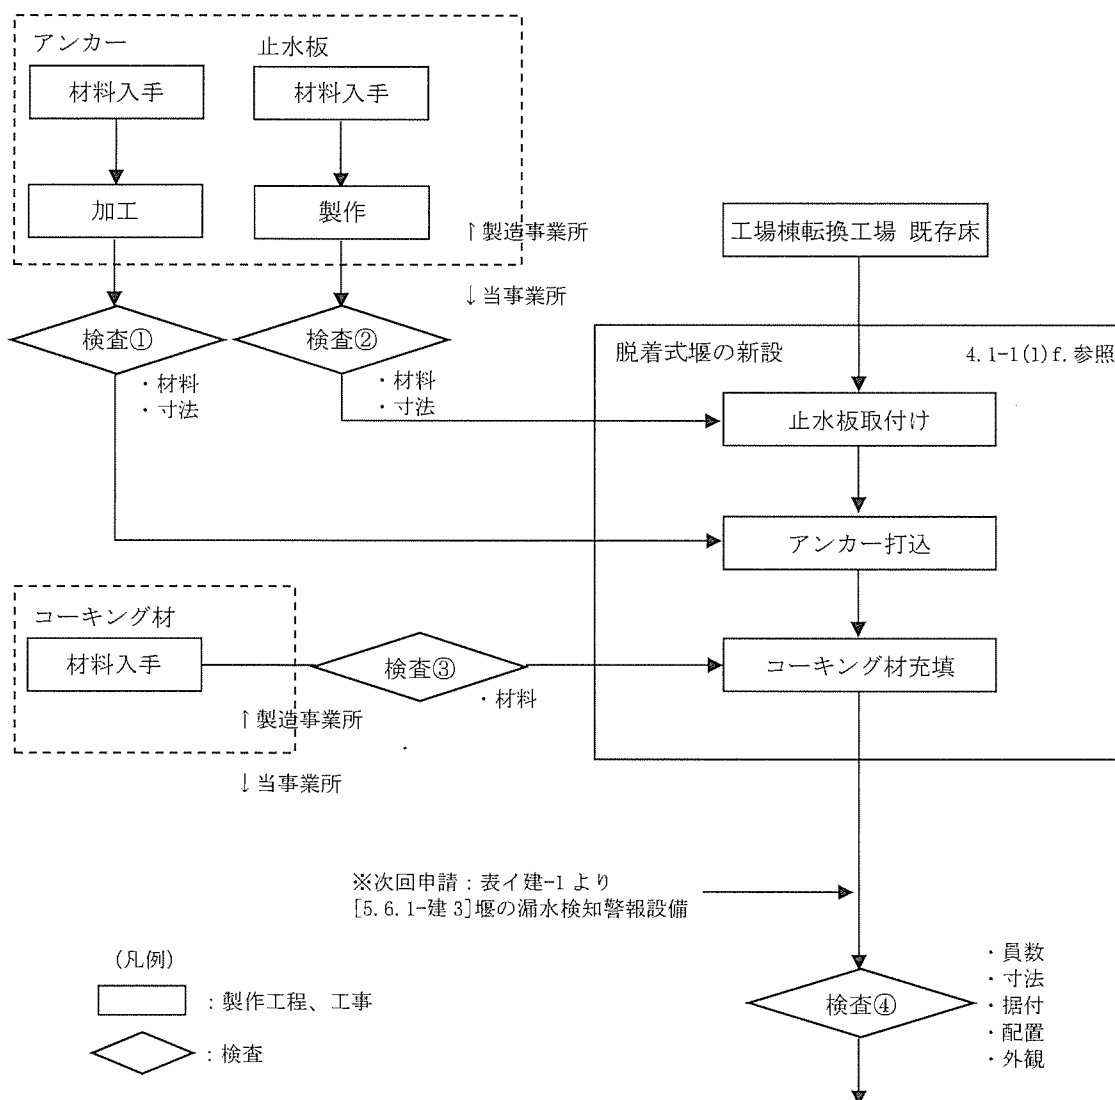 アンカー
止水板
材料入手
材料入手
加工
製作
↑製造事業所
↓当事業所
工場棟転換工場 既存床
検査①
・材料
・寸法
検査②
・材料
・寸法
脱着式堰の新設
4.1-1(1)f.参照
止水板取付け
アンカー打込
コーキング材
材料入手
検査③
・材料
コーキング材充填
↑製造事業所
↓当事業所
※次回申請：表イ建-1より
[5.6.1-建3]堰の漏水検知警報設備
(凡例)
：製作工程、工事
：検査
検査④
・員数
・寸法
・据付
・配置
・外観